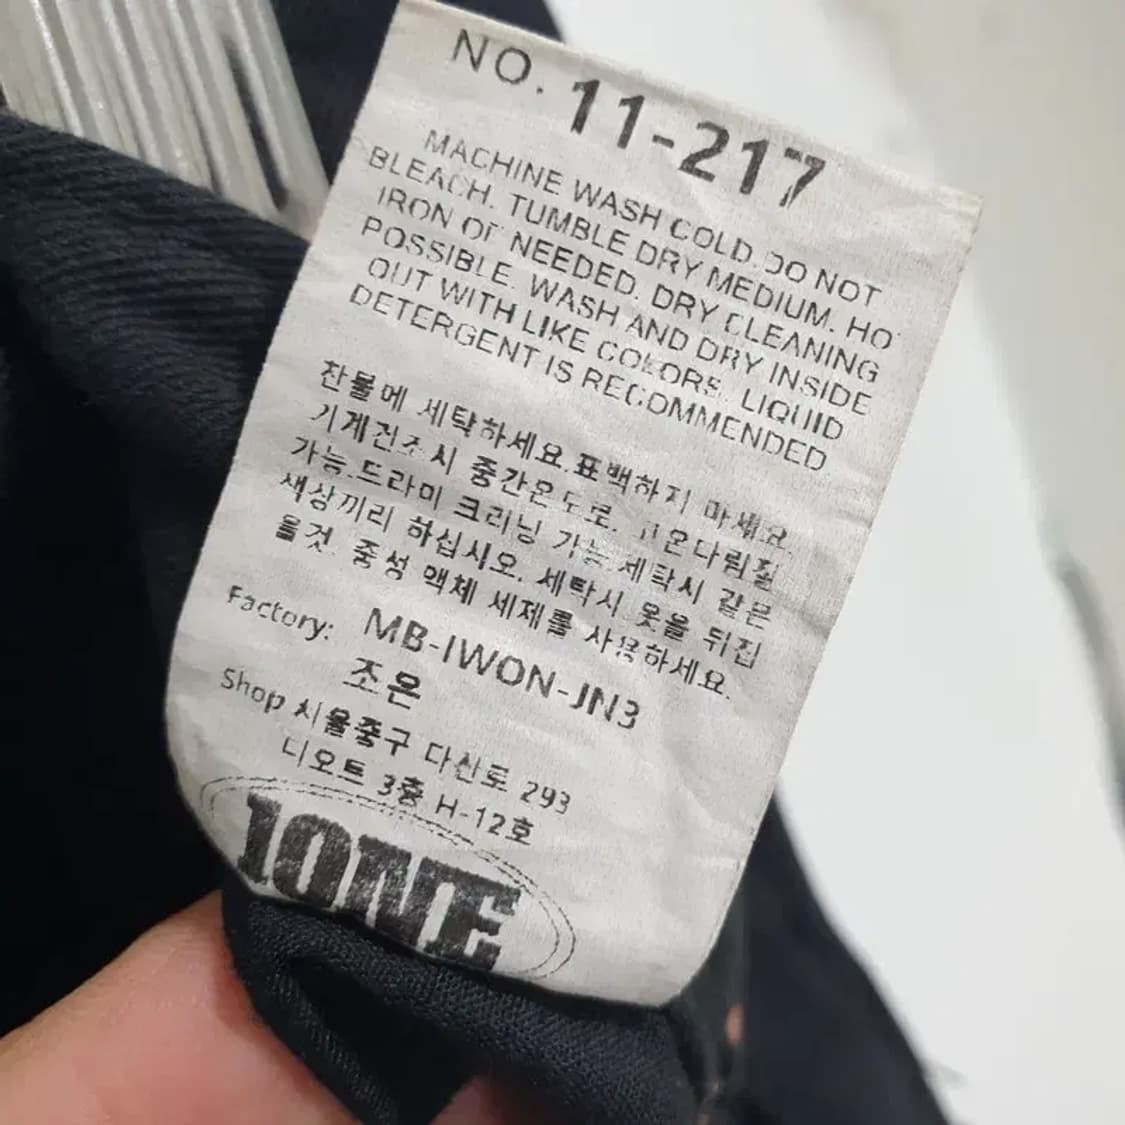 NO. 11-217
MACHINE WASH COLD. DO NOT
BLEACH. TUMBLE DRY MEDIUM. HO
IRON OF NEEDED. DRY CLEANING
POSSIBLE. WASH AND DRY INSIDE
OUT WITH LIKE COLORS. LIQUID
DETERGENT IS RECOMMENDED
찬물에 세탁하세요.표백하지 마세요.
기계건조시 중간온도로. 고온다림질
가능.드라이 크리닝 가능.세탁시 같은
색상끼리 하십시오. 세탁시 옷을 뒤집
을것. 중성 액체 세제를 사용하세요.
Factory: MB-IWON-JN3
조은
Shop 서울중구 다산로 293
디오트 3층 H-12호
IONE